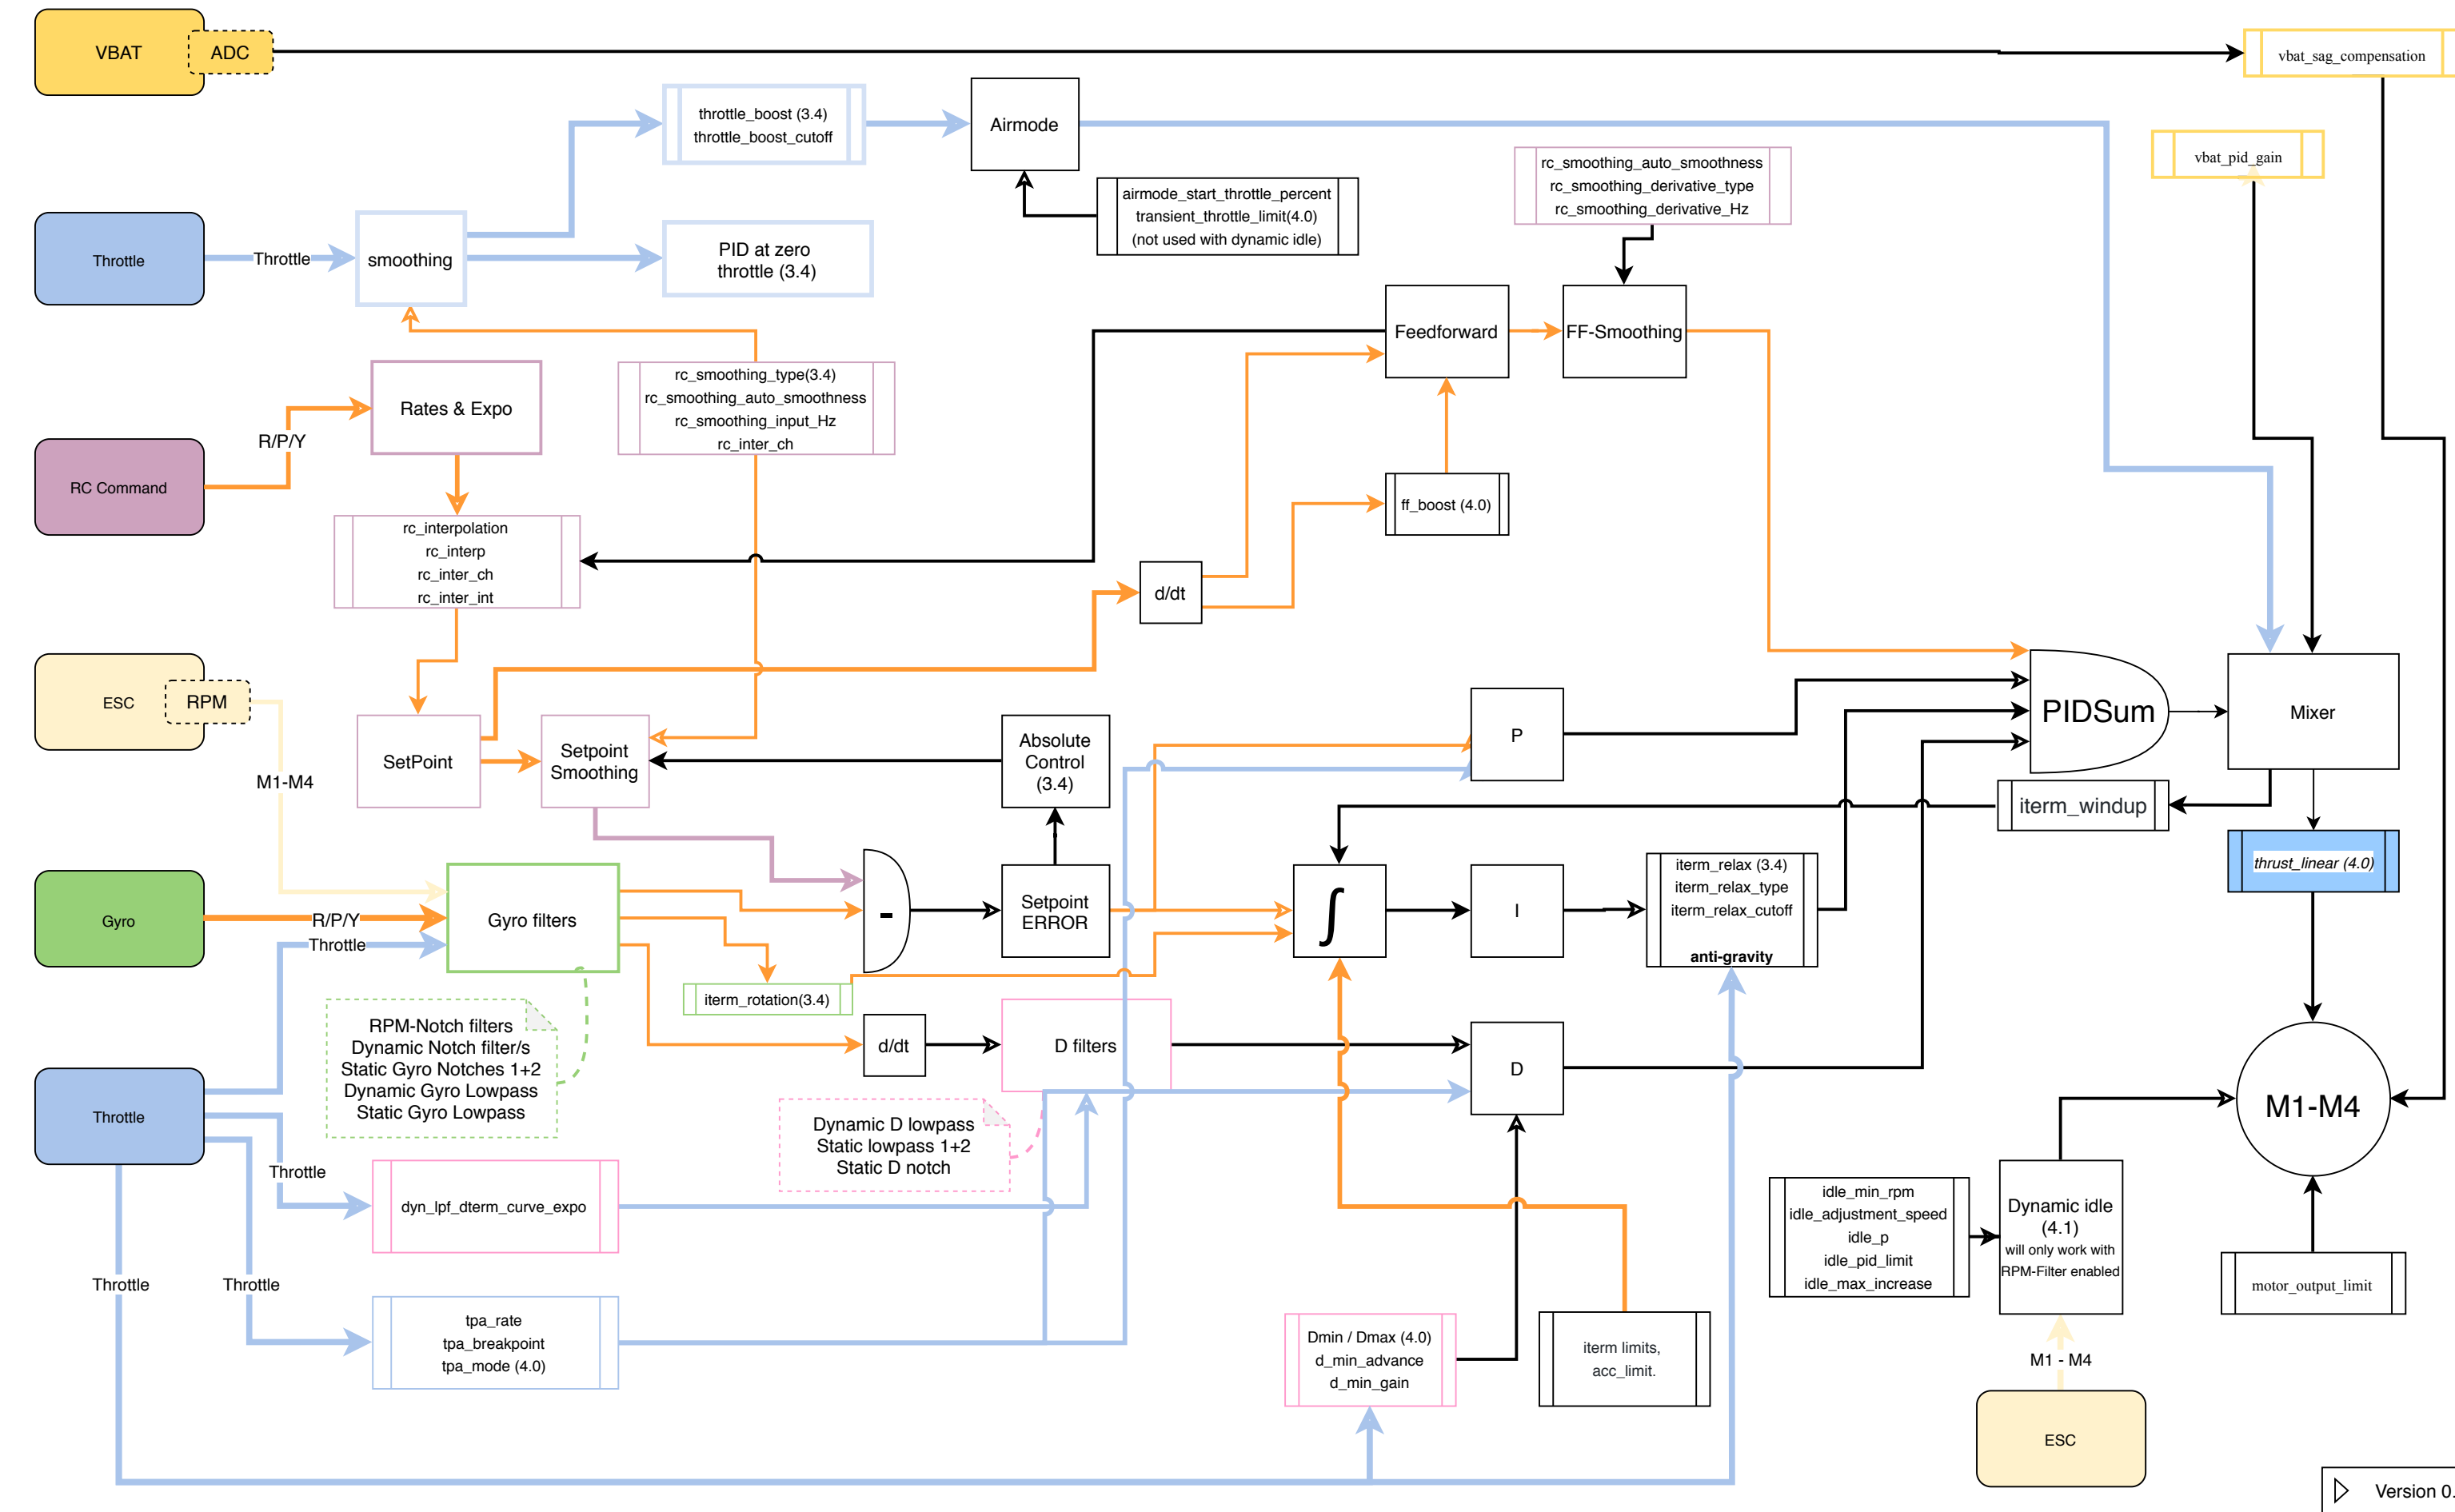 VBAT
ADC
vbat_sag_compensation
throttle_boost (3.4)
throttle_boost_cutoff
Airmode
vbat_pid_gain
airmode_start_throttle_percent
transient_throttle_limit(4.0)
(not used with dynamic idle)
rc_smoothing_auto_smoothness
rc_smoothing_derivative_type
rc_smoothing_derivative_Hz
Throttle
Throttle
smoothing
PID at zero
throttle (3.4)
Feedforward
FF-Smoothing
Rates & Expo
R/P/Y
rc_smoothing_type(3.4)
rc_smoothing_auto_smoothness
rc_smoothing_input_Hz
rc_inter_ch
RC Command
ff_boost (4.0)
rc_interpolation
rc_interp
rc_inter_ch
rc_inter_int
d/dt
ESC
RPM
M1-M4
SetPoint
Setpoint
Smoothing
Absolute
Control
(3.4)
P
PIDSum
Mixer
iterm_windup
thrust_linear (4.0)
Gyro
R/P/Y
Throttle
Gyro filters
-
Setpoint
ERROR
∫
I
iterm_relax (3.4)
iterm_relax_type
iterm_relax_cutoff
anti-gravity
iterm_rotation(3.4)
RPM-Notch filters
Dynamic Notch filter/s
Static Gyro Notches 1+2
Dynamic Gyro Lowpass
Static Gyro Lowpass
d/dt
D filters
D
M1-M4
Throttle
Dynamic D lowpass
Static lowpass 1+2
Static D notch
Throttle
dyn_lpf_dterm_curve_expo
idle_min_rpm
idle_adjustment_speed
idle_p
idle_pid_limit
idle_max_increase
Dynamic idle
(4.1)
will only work with
RPM-Filter enabled
motor_output_limit
Throttle
Throttle
tpa_rate
tpa_breakpoint
tpa_mode (4.0)
Dmin / Dmax (4.0)
d_min_advance
d_min_gain
iterm limits,
acc_limit.
M1 - M4
ESC
Version 0.